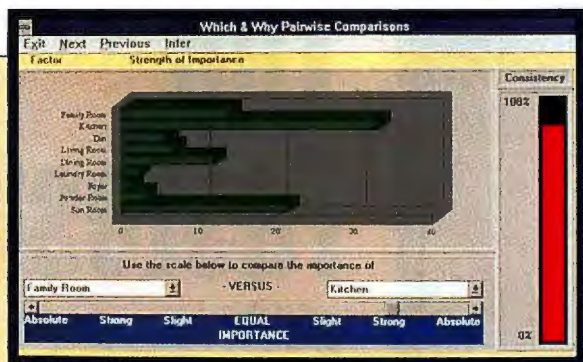 Which & Why Pairwise Comparisons
Exit Next Previous Infer
Factor Strength of Importance
Consistency
100%
Family Room
Kitchen
Den
Living Room
Dining Room
Laundry Room
Foyer
Powder Room
Sun Room
0 10 20 30 40
Use the scale below to compare the importance of
Family Room - VERSUS - Kitchen
Absolute Strong Slight EQUAL Slight Strong Absolute
IMPORTANCE
0%